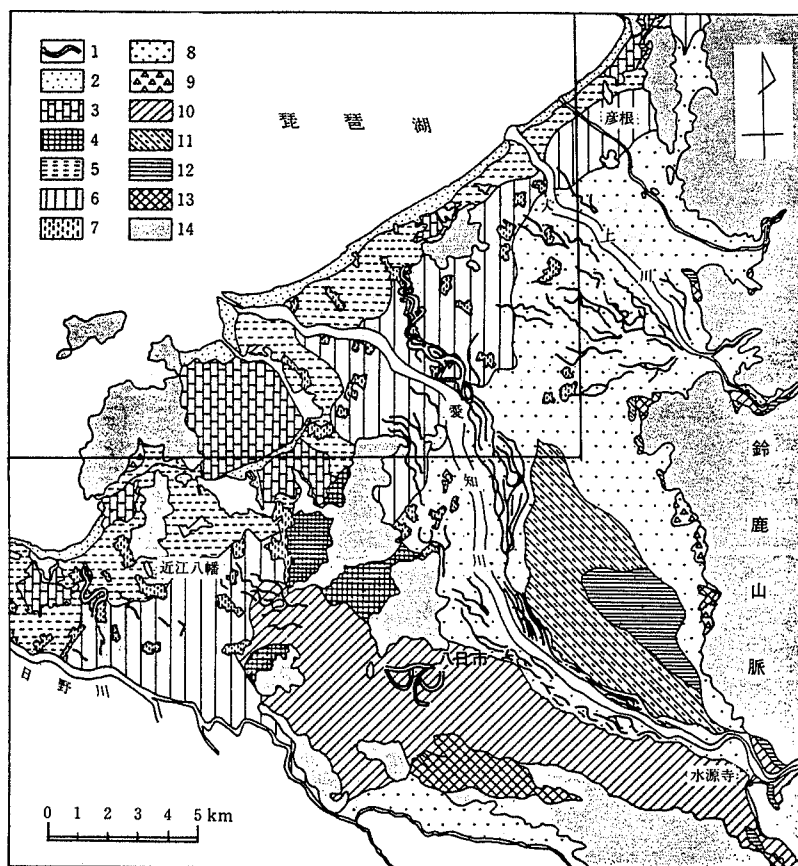 1 8
2 9
3 10
4 11
5 12
6 13
7 14
琵琶湖
彦根
犬上川
愛知川
鈴鹿山脈
近江八幡
八日市
日野川
水源寺
0 1 2 3 4 5 km